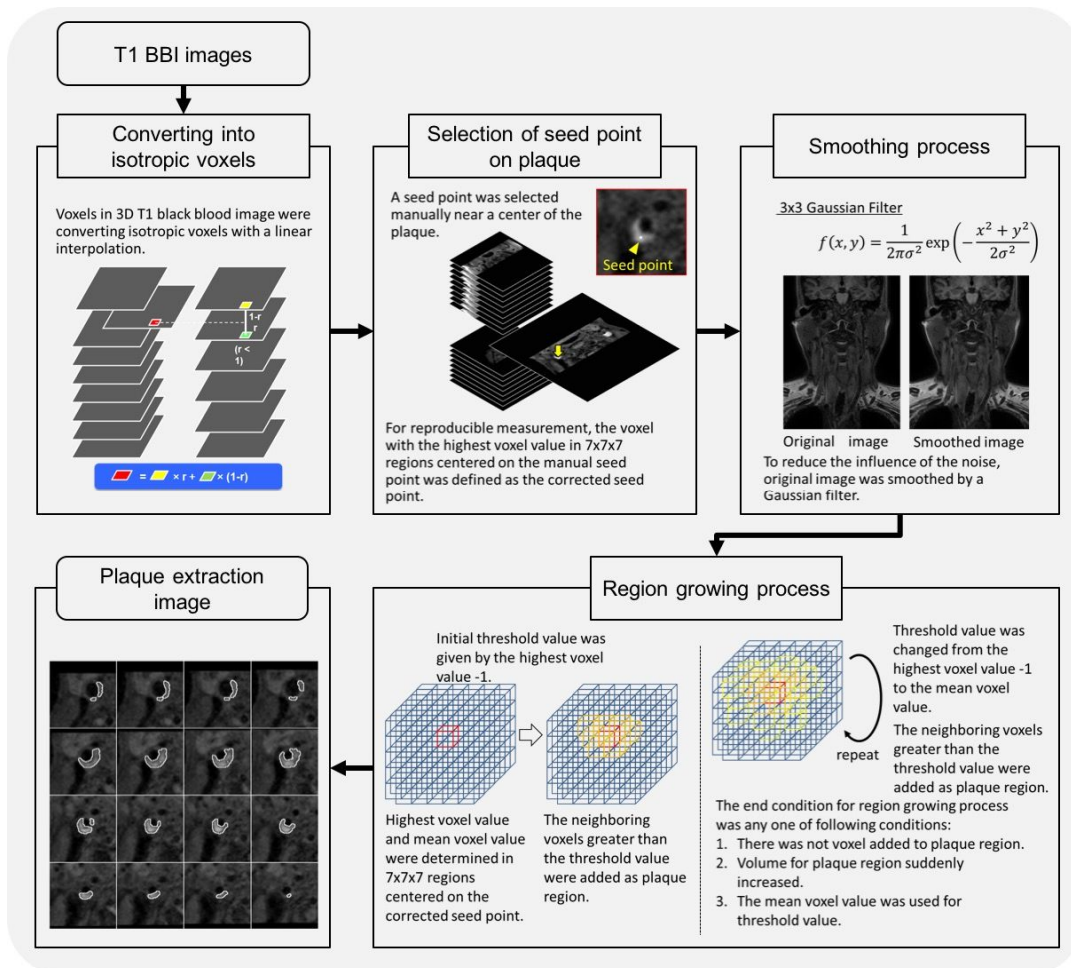 T1 BBI images
Converting into
isotropic voxels
Voxels in 3D T1 black blood image were
converting isotropic voxels with a linear
interpolation.
1-r
r
(r <
1)
= × r + × (1-r)
Selection of seed point
on plaque
A seed point was selected
manually near a center of the
plaque.
Seed point
For reproducible measurement, the voxel
with the highest voxel value in 7x7x7
regions centered on the manual seed
point was defined as the corrected seed
point.
Smoothing process
3x3 Gaussian Filter
f(x, y) = 1/(2πσ²) exp(−(x² + y²)/(2σ²))
Original image
Smoothed image
To reduce the influence of the noise,
original image was smoothed by a
Gaussian filter.
Region growing process
Initial threshold value was
given by the highest voxel
value -1.
Highest voxel value
and mean voxel value
were determined in
7x7x7 regions
centered on the
corrected seed point.
The neighboring
voxels greater than
the threshold value
were added as plaque
region.
repeat
Threshold value was
changed from the
highest voxel value -1
to the mean voxel
value.
The neighboring voxels
greater than the
threshold value were
added as plaque region.
The end condition for region growing process
was any one of following conditions:
1. There was not voxel added to plaque region.
2. Volume for plaque region suddenly
increased.
3. The mean voxel value was used for
threshold value.
Plaque extraction
image